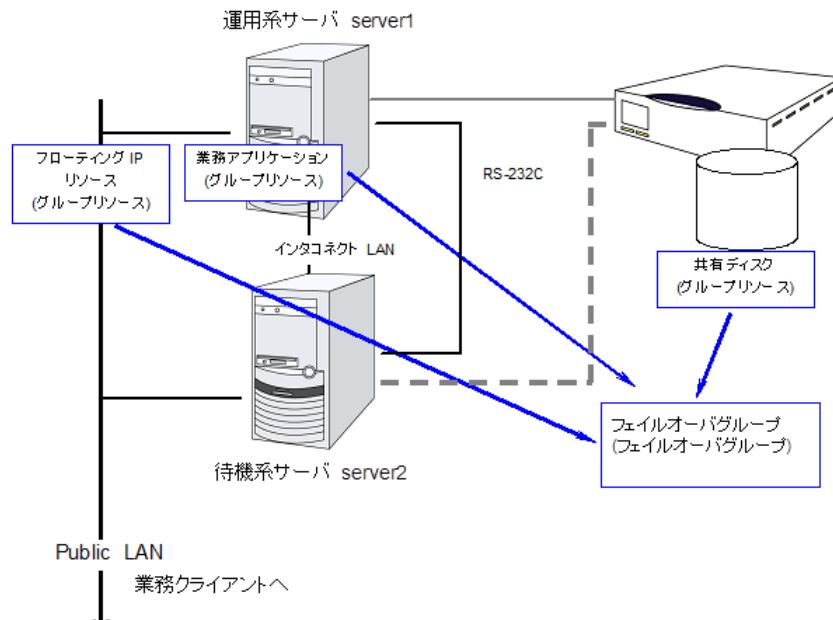 運用系サーバ server1
フローティング IP
リソース
(グループリソース)
業務アプリケーション
(グループリソース)
RS-232C
インタコネクト LAN
共有ディスク
(グループリソース)
フェイルオーバグループ
(フェイルオーバグループ)
待機系サーバ server2
Public LAN
業務クライアントへ